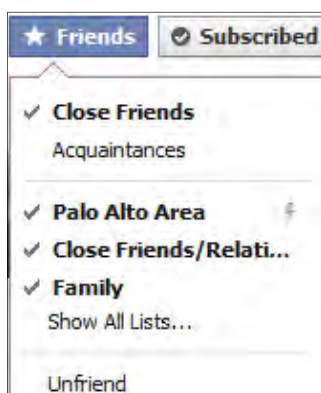 Friends Subscribed
Close Friends
Acquaintances
Palo Alto Area
Close Friends/Relati...
Family
Show All Lists...
Unfriend